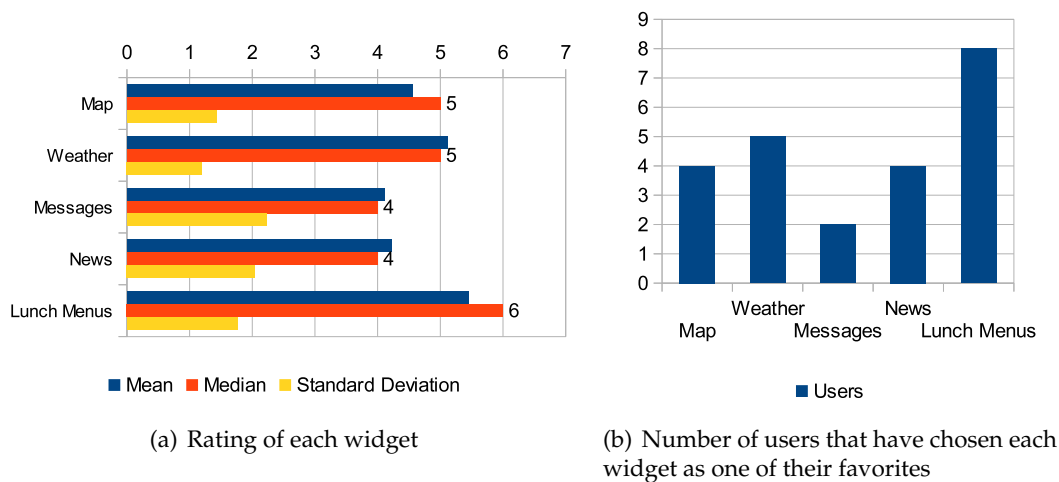 0 1 2 3 4 5 6 7
Map
5
Weather
5
Messages
4
News
4
Lunch Menus
6
Mean Median Standard Deviation
(a) Rating of each widget
9
8
7
6
5
4
3
2
1
0
Weather News
Map Messages Lunch Menus
Users
(b) Number of users that have chosen each
widget as one of their favorites